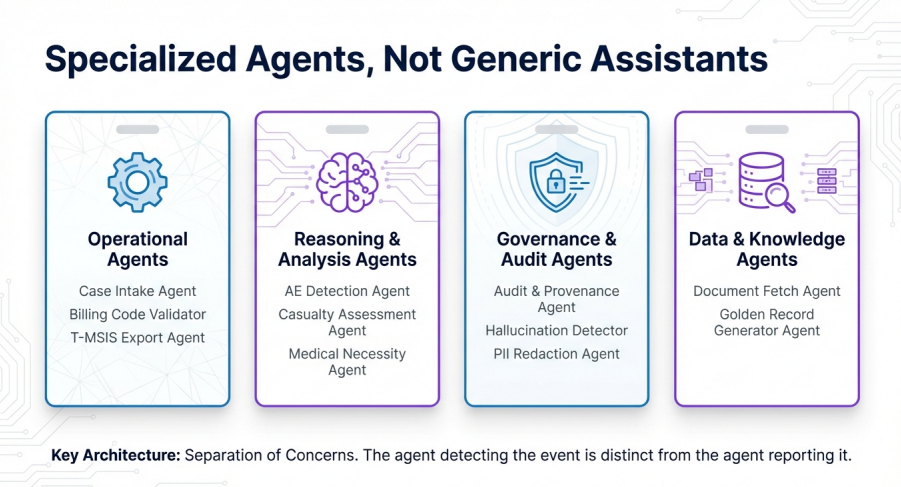 Specialized Agents, Not Generic Assistants
Operational
Agents
Case Intake Agent
Billing Code Validator
T-MSIS Export Agent
Reasoning &
Analysis Agents
AE Detection Agent
Casualty Assessment
Agent
Medical Necessity
Agent
Governance &
Audit Agents
Audit & Provenance
Agent
Hallucination Detector
PII Redaction Agent
Data & Knowledge
Agents
Document Fetch Agent
Golden Record
Generator Agent
Key Architecture: Separation of Concerns. The agent detecting the event is distinct from the agent reporting it.